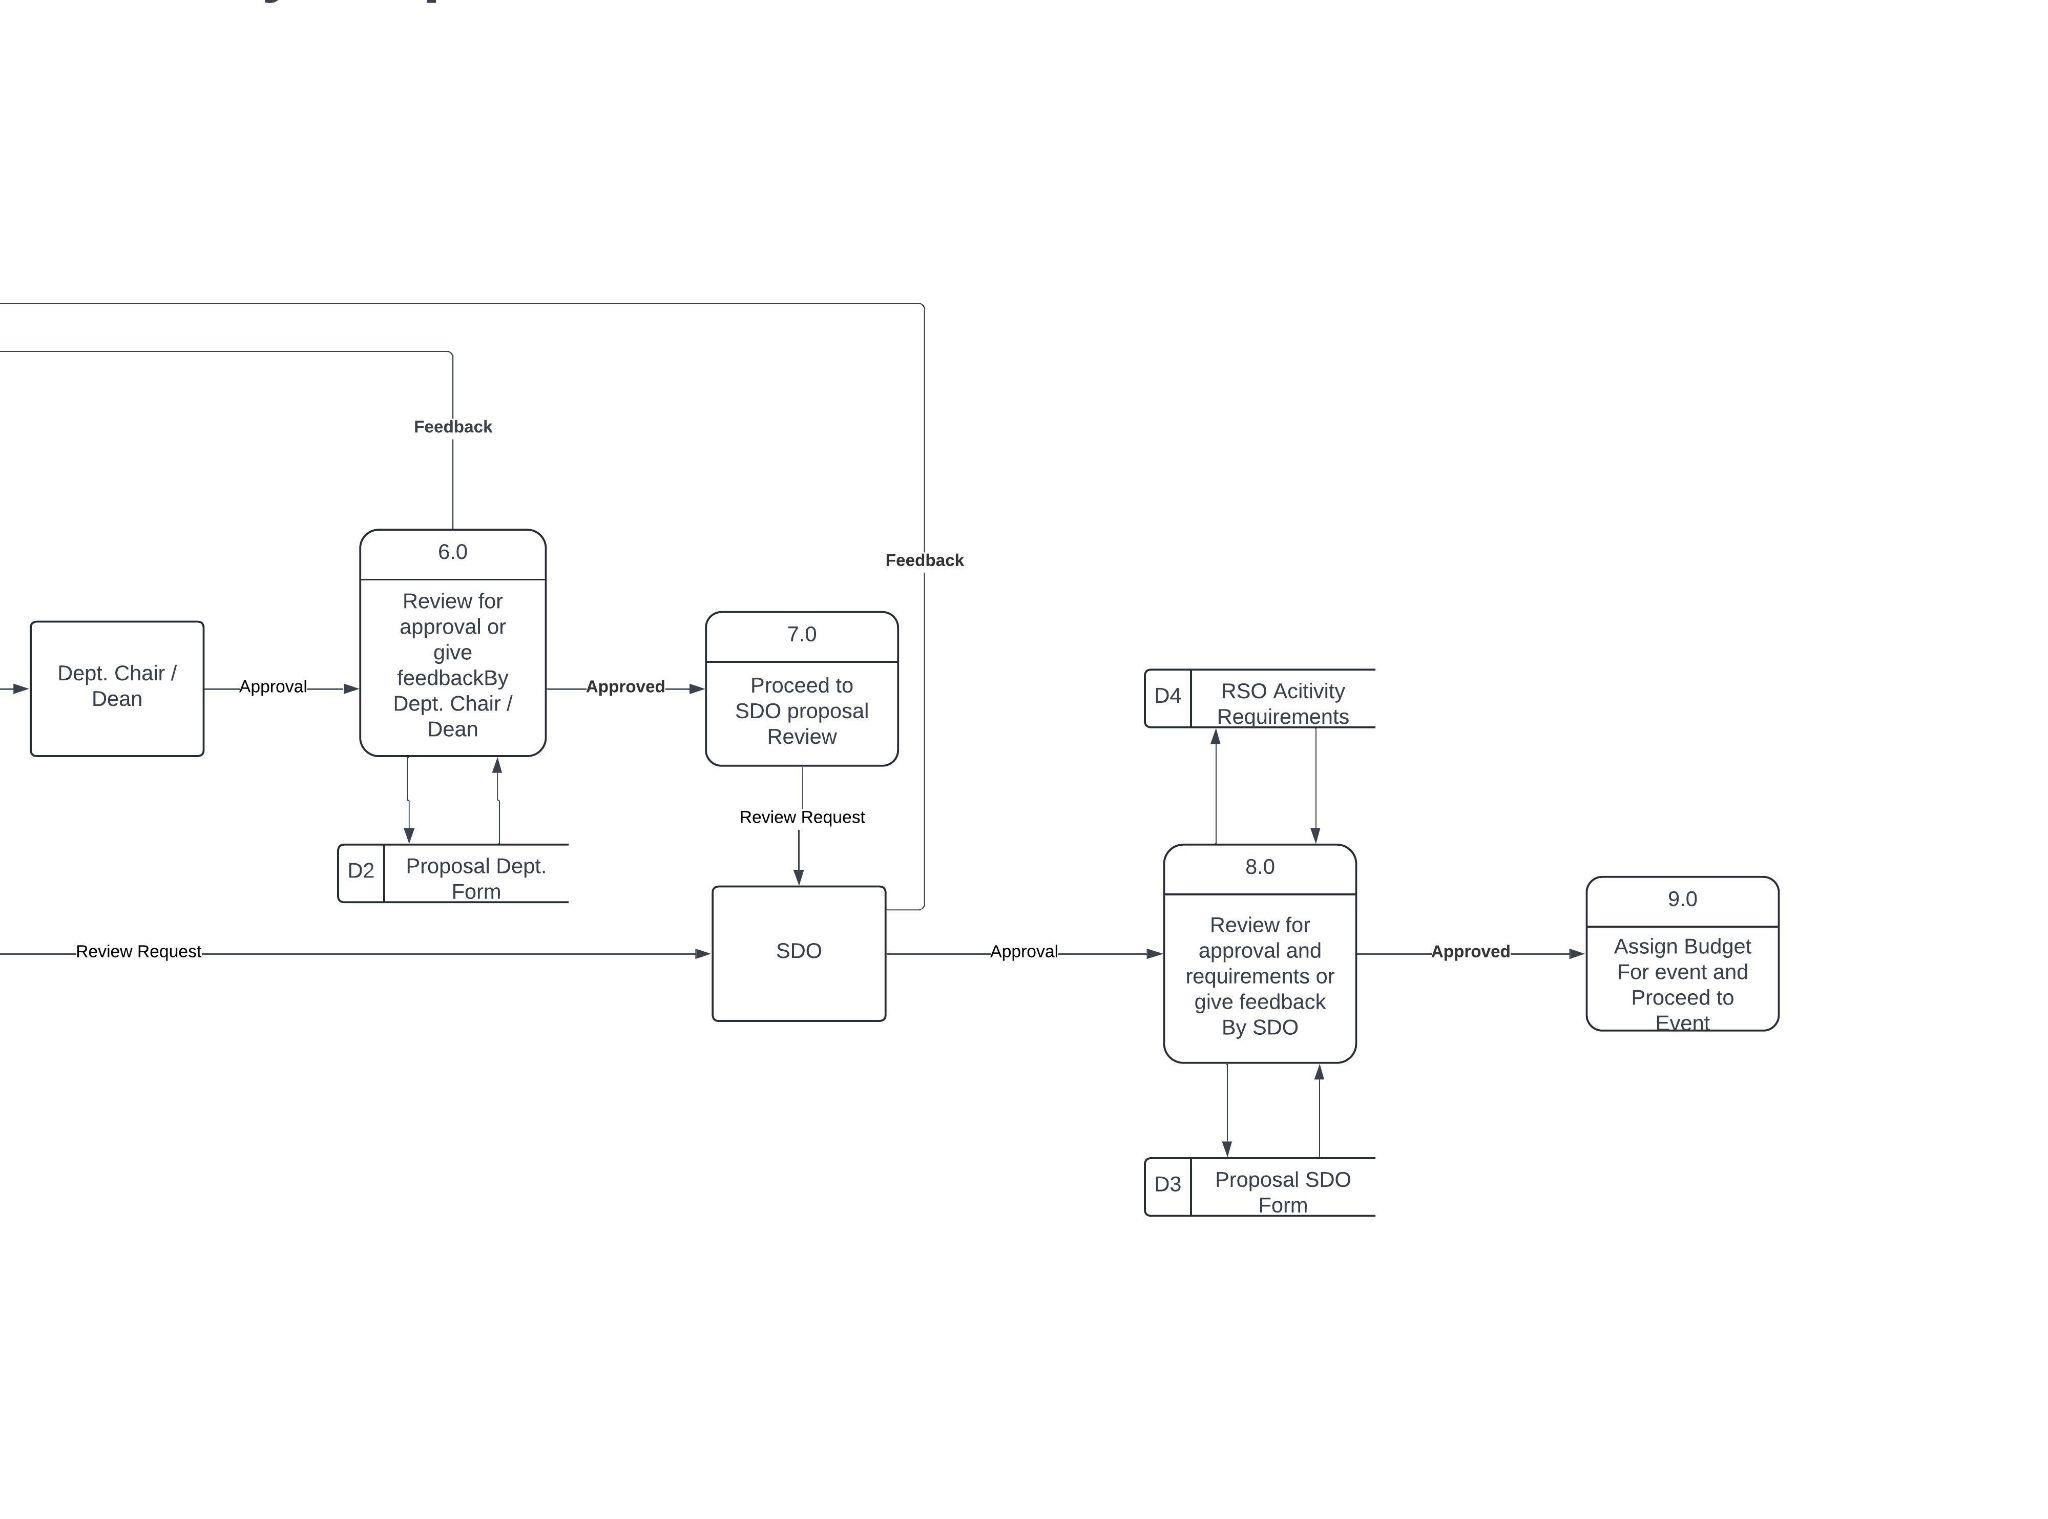 Feedback
Feedback
6.0
Review for
approval or
give
feedbackBy
Dept. Chair /
Dean
7.0
Proceed to
SDO proposal
Review
Dept. Chair /
Dean
Approval
Approved
D4
RSO Acitivity
Requirements
Review Request
D2
Proposal Dept.
Form
8.0
Review for
approval and
requirements or
give feedback
By SDO
9.0
Assign Budget
For event and
Proceed to
Event
Review Request
SDO
Approval
Approved
D3
Proposal SDO
Form